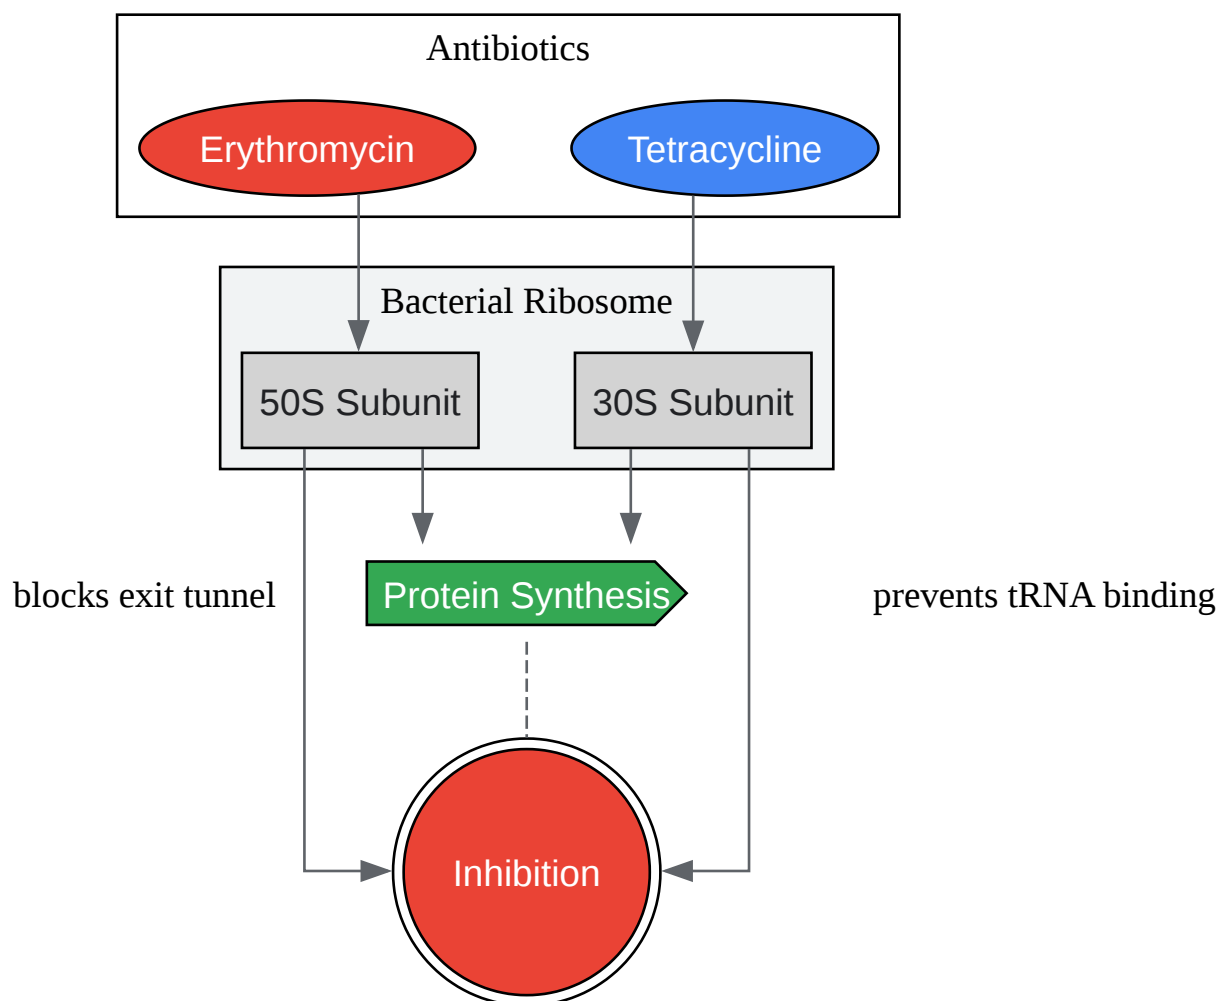 Antibiotics
Erythromycin
Tetracycline
Bacterial Ribosome
50S Subunit
30S Subunit
blocks exit tunnel
Protein Synthesis
prevents tRNA binding
Inhibition